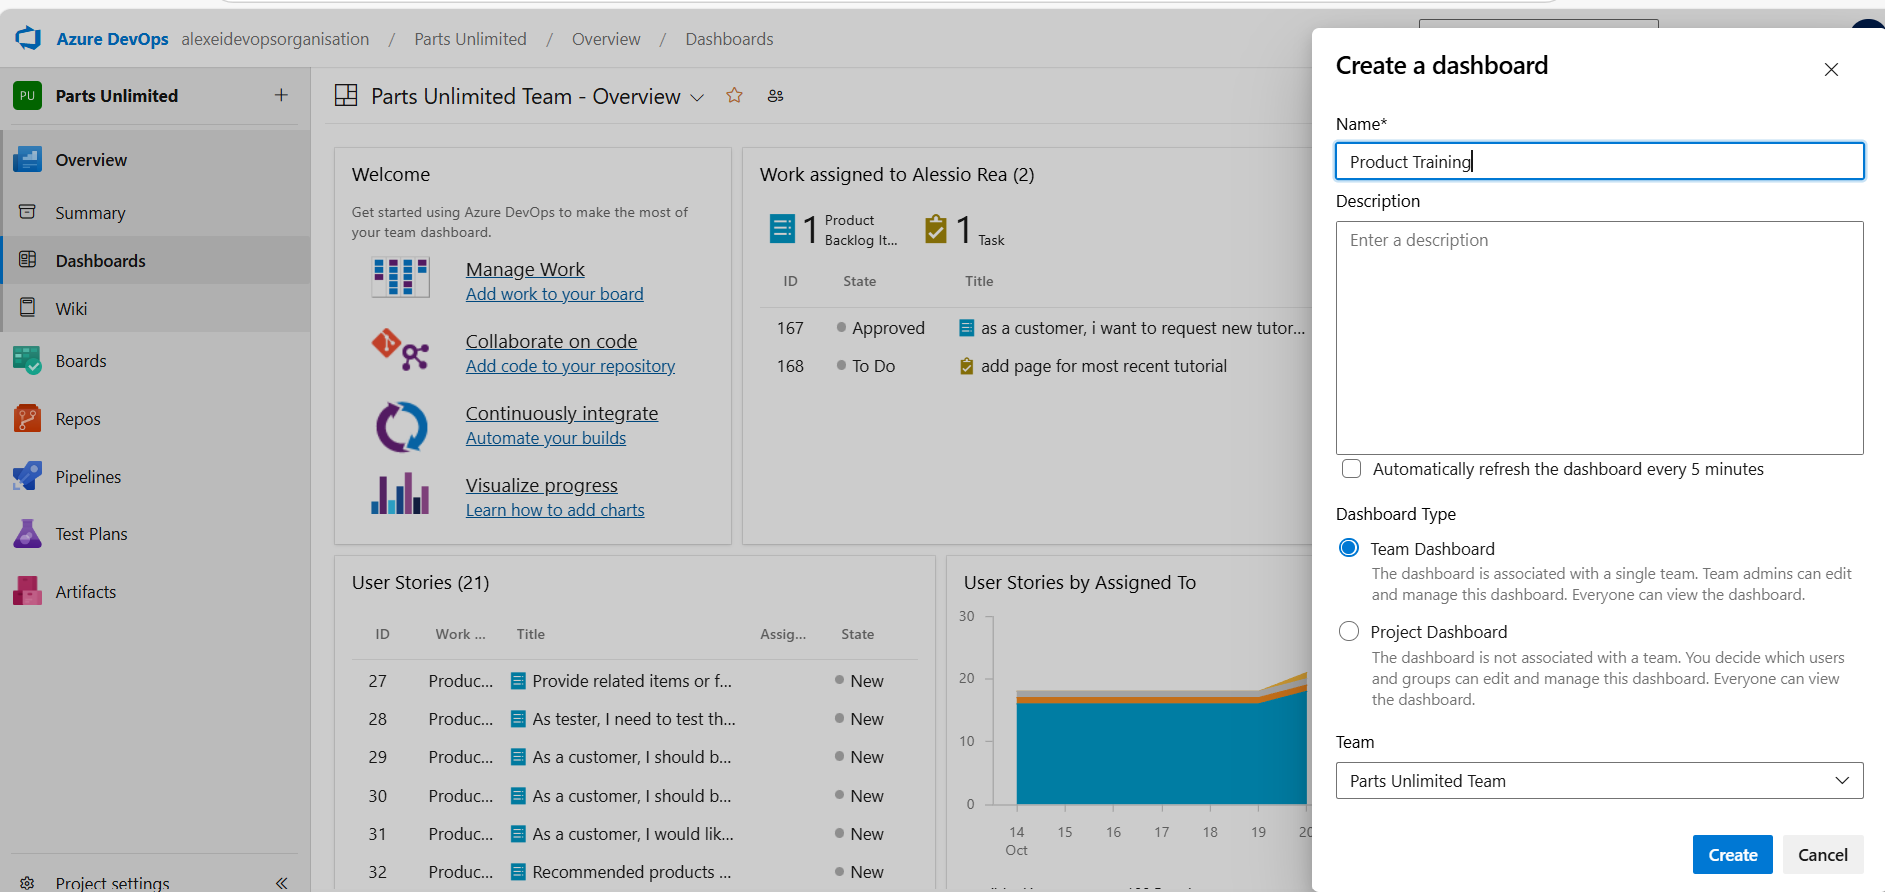 Azure DevOps alexeidevopsorganisation / Parts Unlimited / Overview / Dashboards
PU Parts Unlimited +
Overview
Summary
Dashboards
Wiki
Boards
Repos
Pipelines
Test Plans
Artifacts
Project settings
Parts Unlimited Team - Overview
Welcome
Get started using Azure DevOps to make the most of
your team dashboard.
Manage Work
Add work to your board
Collaborate on code
Add code to your repository
Continuously integrate
Automate your builds
Visualize progress
Learn how to add charts
Work assigned to Alessio Rea (2)
1 Product
Backlog It...
1 Task
ID State Title
167 Approved as a customer, i want to request new tutor...
168 To Do add page for most recent tutorial
User Stories (21)
ID Work ... Title Assig... State
27 Produc... Provide related items or f... New
28 Produc... As tester, I need to test th... New
29 Produc... As a customer, I should b... New
30 Produc... As a customer, I should b... New
31 Produc... As a customer, I would lik... New
32 Produc... Recommended products ... New
User Stories by Assigned To
30
20
10
0
14 15 16 17 18 19 20
Oct
Create a dashboard
Name*
Product Training
Description
Enter a description
Automatically refresh the dashboard every 5 minutes
Dashboard Type
Team Dashboard
The dashboard is associated with a single team. Team admins can edit
and manage this dashboard. Everyone can view the dashboard.
Project Dashboard
The dashboard is not associated with a team. You decide which users
and groups can edit and manage this dashboard. Everyone can view
the dashboard.
Team
Parts Unlimited Team
Create Cancel